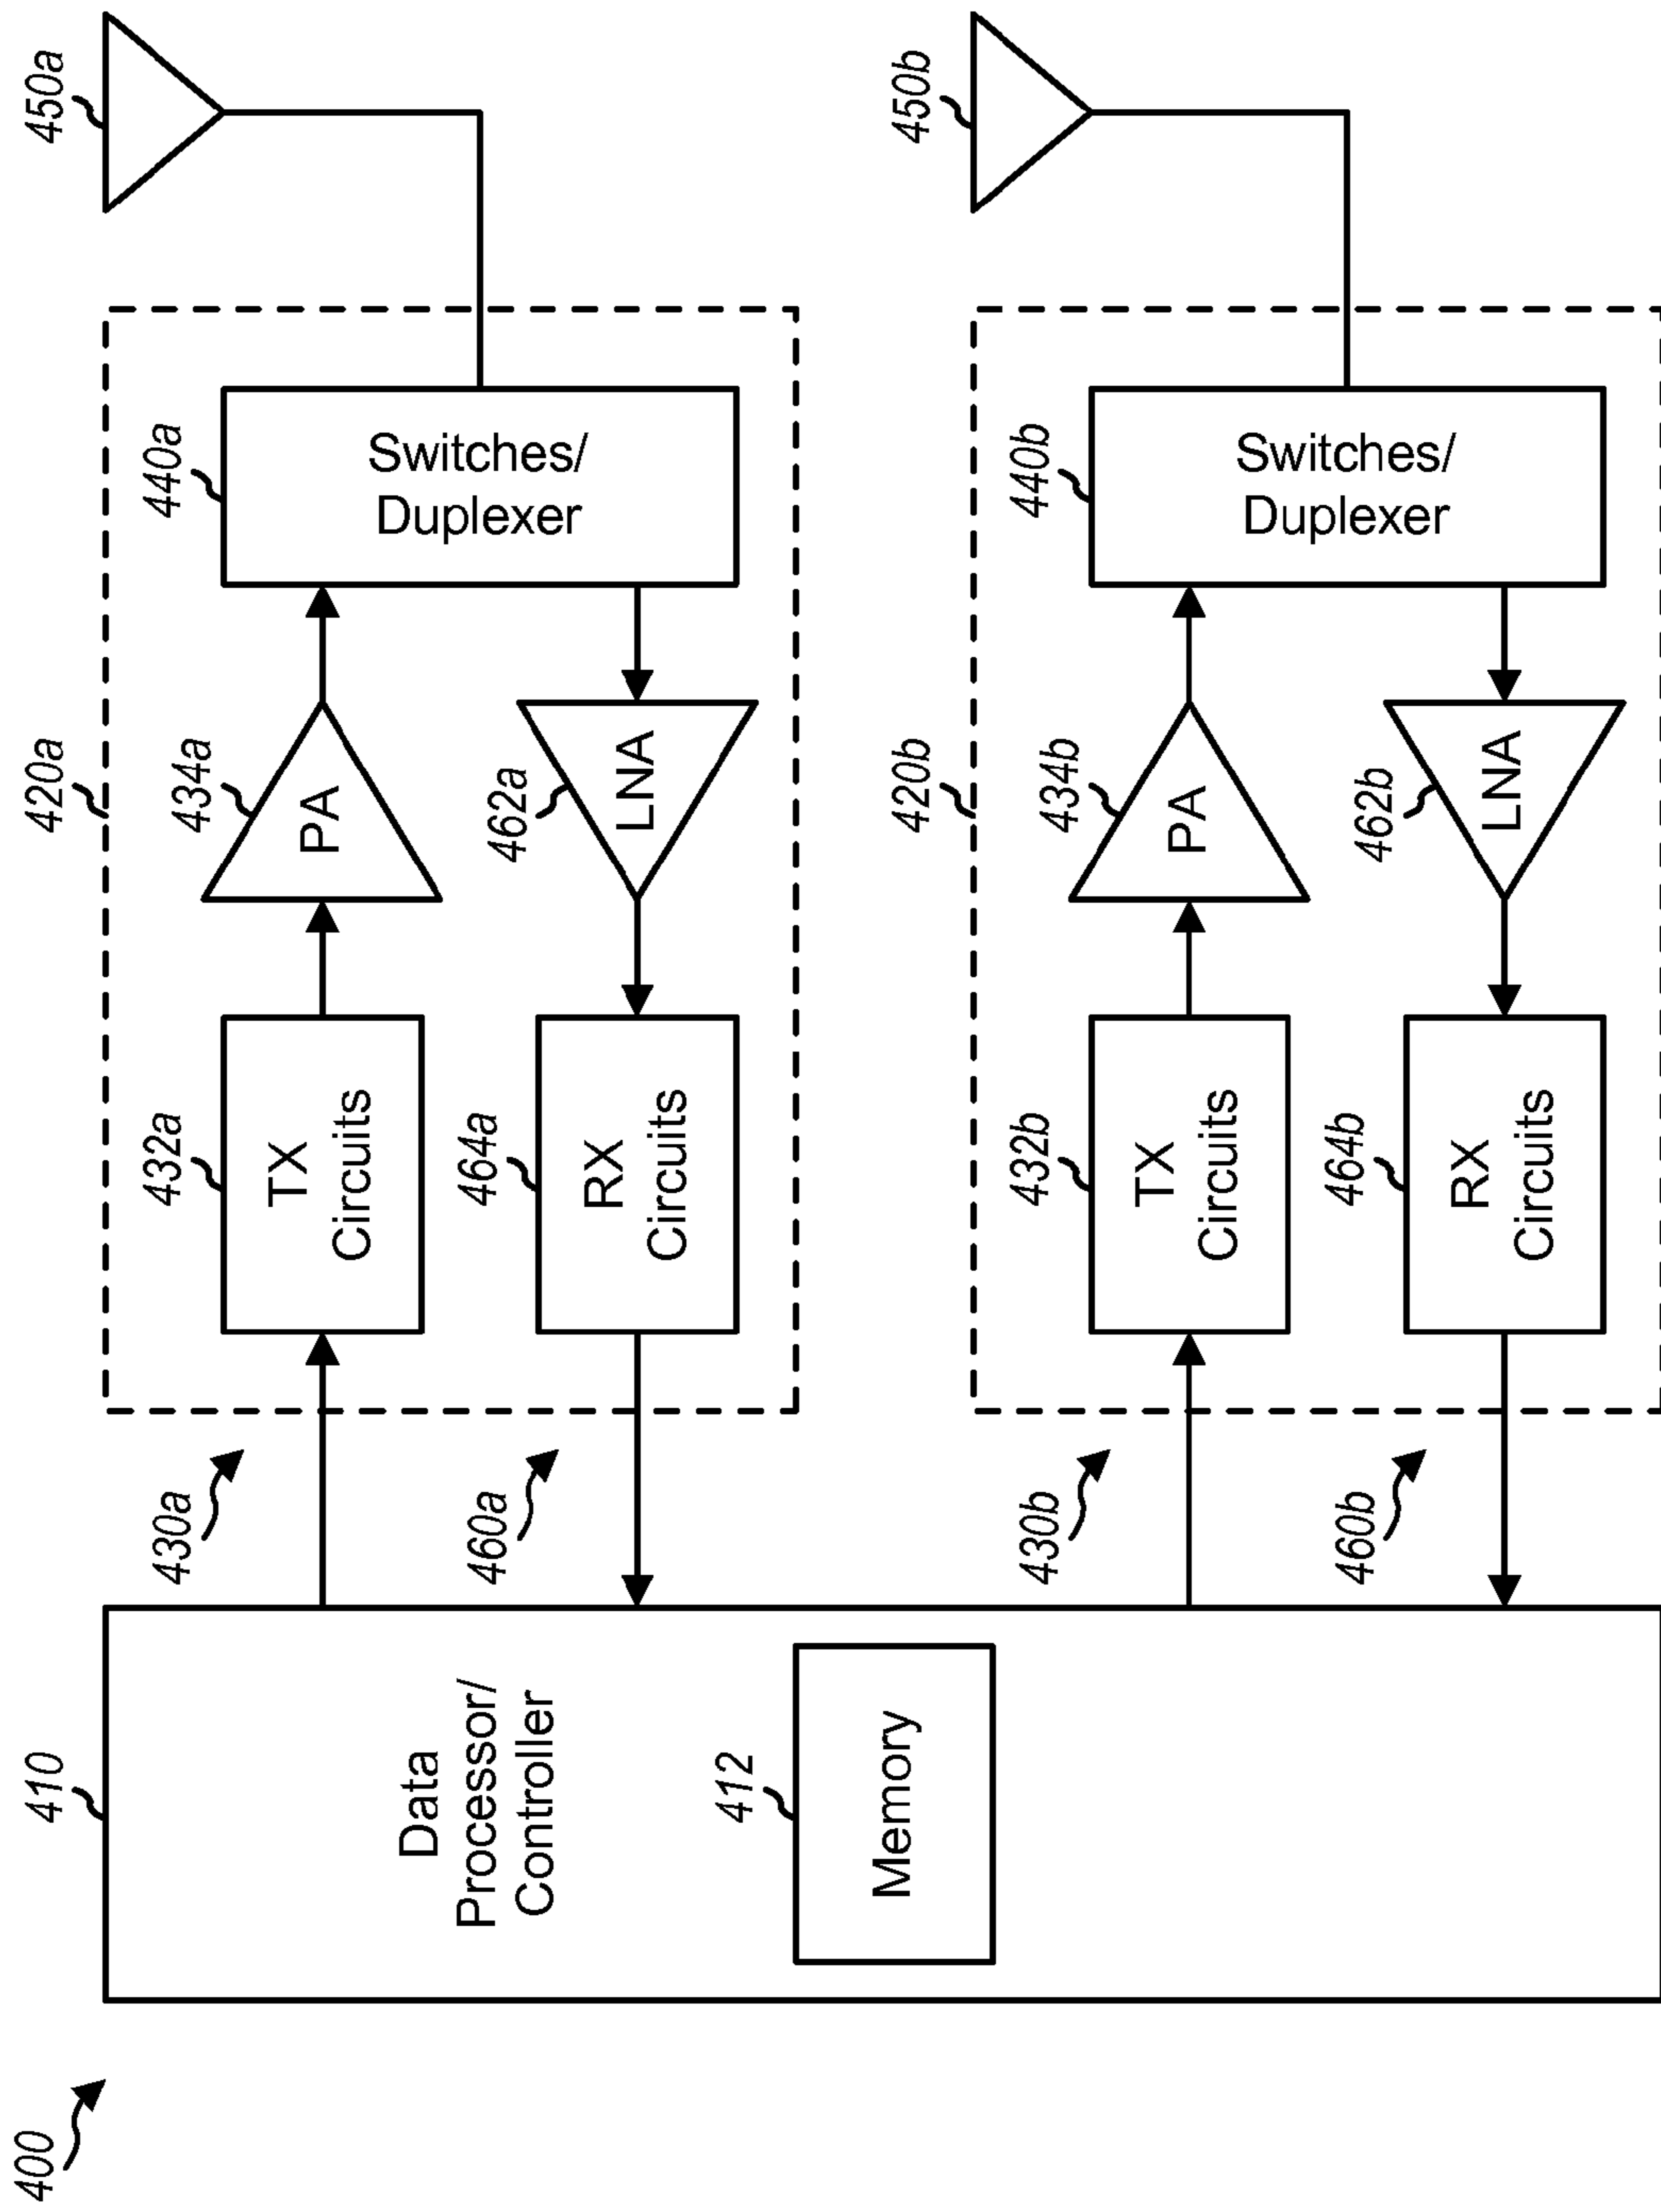 400
410
Data
Processor/
Controller
412
Memory
430a
460a
420a
432a
TX
Circuits
434a
PA
440a
Switches/
Duplexer
450a
464a
RX
Circuits
462a
LNA
430b
460b
420b
432b
TX
Circuits
434b
PA
440b
Switches/
Duplexer
450b
464b
RX
Circuits
462b
LNA